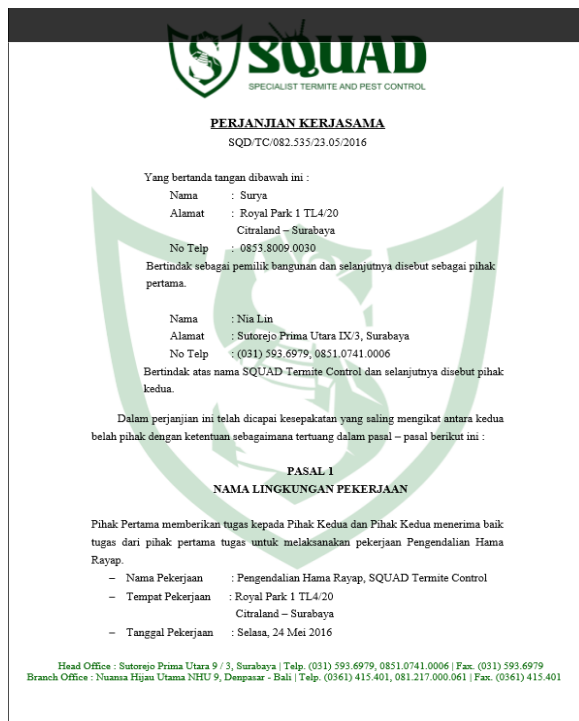 SQUAD
SPECIALIST TERMITE AND PEST CONTROL
PERJANJIAN KERJASAMA
SQD/TC/082.535/23.05/2016
Yang bertanda tangan dibawah ini :
Nama : Surya
Alamat : Royal Park 1 TL4/20
Citraland – Surabaya
No Telp : 0853.8009.0030
Bertindak sebagai pemilik bangunan dan selanjutnya disebut sebagai pihak
pertama.
Nama : Nia Lin
Alamat : Sutorejo Prima Utara IX/3, Surabaya
No Telp : (031) 593.6979, 0851.0741.0006
Bertindak atas nama SQUAD Termite Control dan selanjutnya disebut pihak
kedua.
Dalam perjanjian ini telah dicapai kesepakatan yang saling mengikat antara kedua
belah pihak dengan ketentuan sebagaimana tertuang dalam pasal – pasal berikut ini :
PASAL 1
NAMA LINGKUNGAN PEKERJAAN
Pihak Pertama memberikan tugas kepada Pihak Kedua dan Pihak Kedua menerima baik
tugas dari pihak pertama tugas untuk melaksanakan pekerjaan Pengendalian Hama
Rayap.
– Nama Pekerjaan : Pengendalian Hama Rayap, SQUAD Termite Control
– Tempat Pekerjaan : Royal Park 1 TL4/20
Citraland – Surabaya
– Tanggal Pekerjaan : Selasa, 24 Mei 2016
Head Office : Sutorejo Prima Utara 9 / 3, Surabaya | Telp. (031) 593.6979, 0851.0741.0006 | Fax. (031) 593.6979
Branch Office : Nuansa Hijau Utama NHU 9, Denpasar - Bali | Telp. (0361) 415.401, 081.217.000.061 | Fax. (0361) 415.401